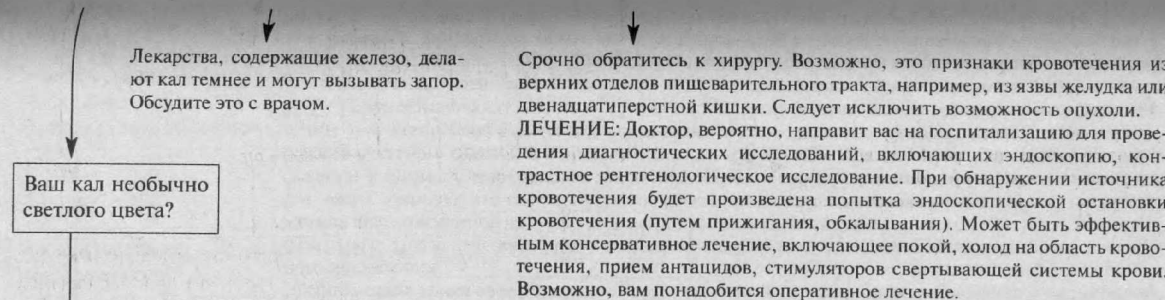 Лекарства, содержащие железо, дела-
ют кал темнее и могут вызывать запор.
Обсудите это с врачом.
Срочно обратитесь к хирургу. Возможно, это признаки кровотечения из
верхних отделов пищеварительного тракта, например, из язвы желудка или
двенадцатиперстной кишки. Следует исключить возможность опухоли.
ЛЕЧЕНИЕ: Доктор, вероятно, направит вас на госпитализацию для прове-
дения диагностических исследований, включающих эндоскопию, кон-
трастное рентгенологическое исследование. При обнаружении источника
кровотечения будет произведена попытка эндоскопической остановки
кровотечения (путем прижигания, обкалывания). Может быть эффектив-
ным консервативное лечение, включающее покой, холод на область крово-
течения, прием антацидов, стимуляторов свертывающей системы крови.
Возможно, вам понадобится оперативное лечение.
Ваш кал необычно
светлого цвета?